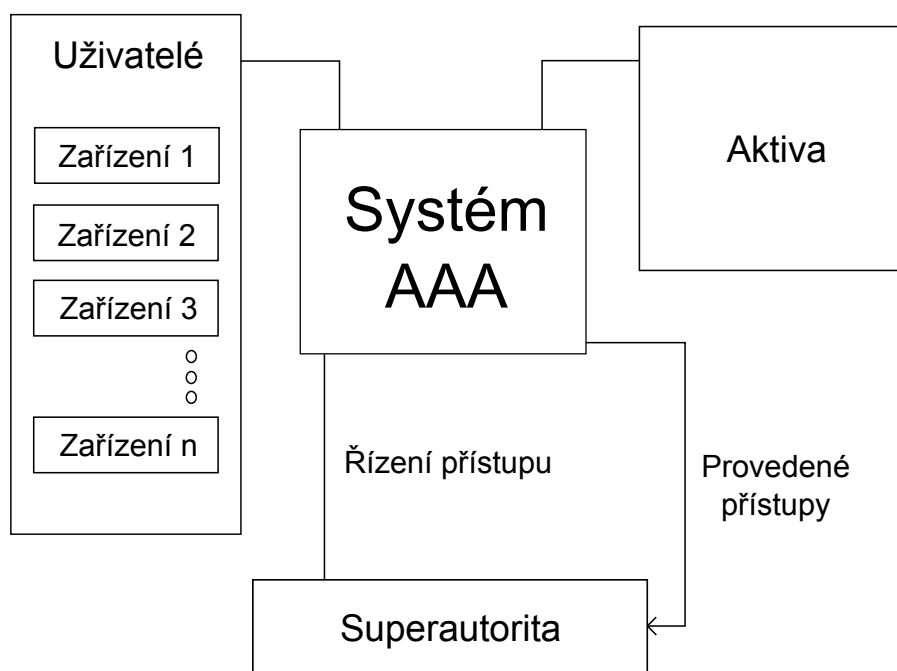 Uživatelé
Zařízení 1
Zařízení 2
Zařízení 3
Zařízení n
Systém
AAA
Aktiva
Řízení přístupu
Provedené
přístupy
Superautorita